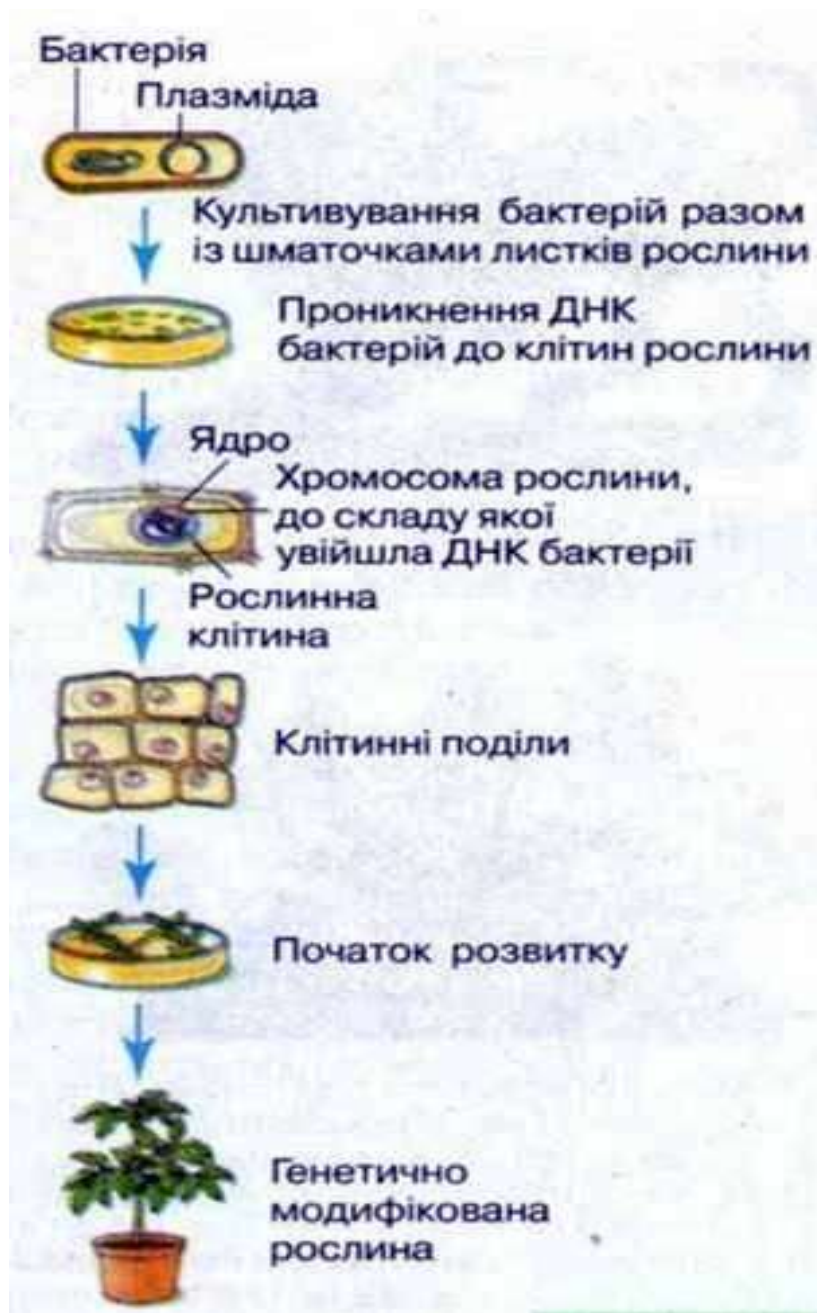 Бактерія
Плазміда
Культивування бактерій разом
із шматочками листків рослини
Проникнення ДНК
бактерій до клітин рослини
Ядро
Хромосома рослини,
до складу якої
увійшла ДНК бактерії
Рослинна
клітина
Клітинні поділи
Початок розвитку
Генетично
модифікована
рослина